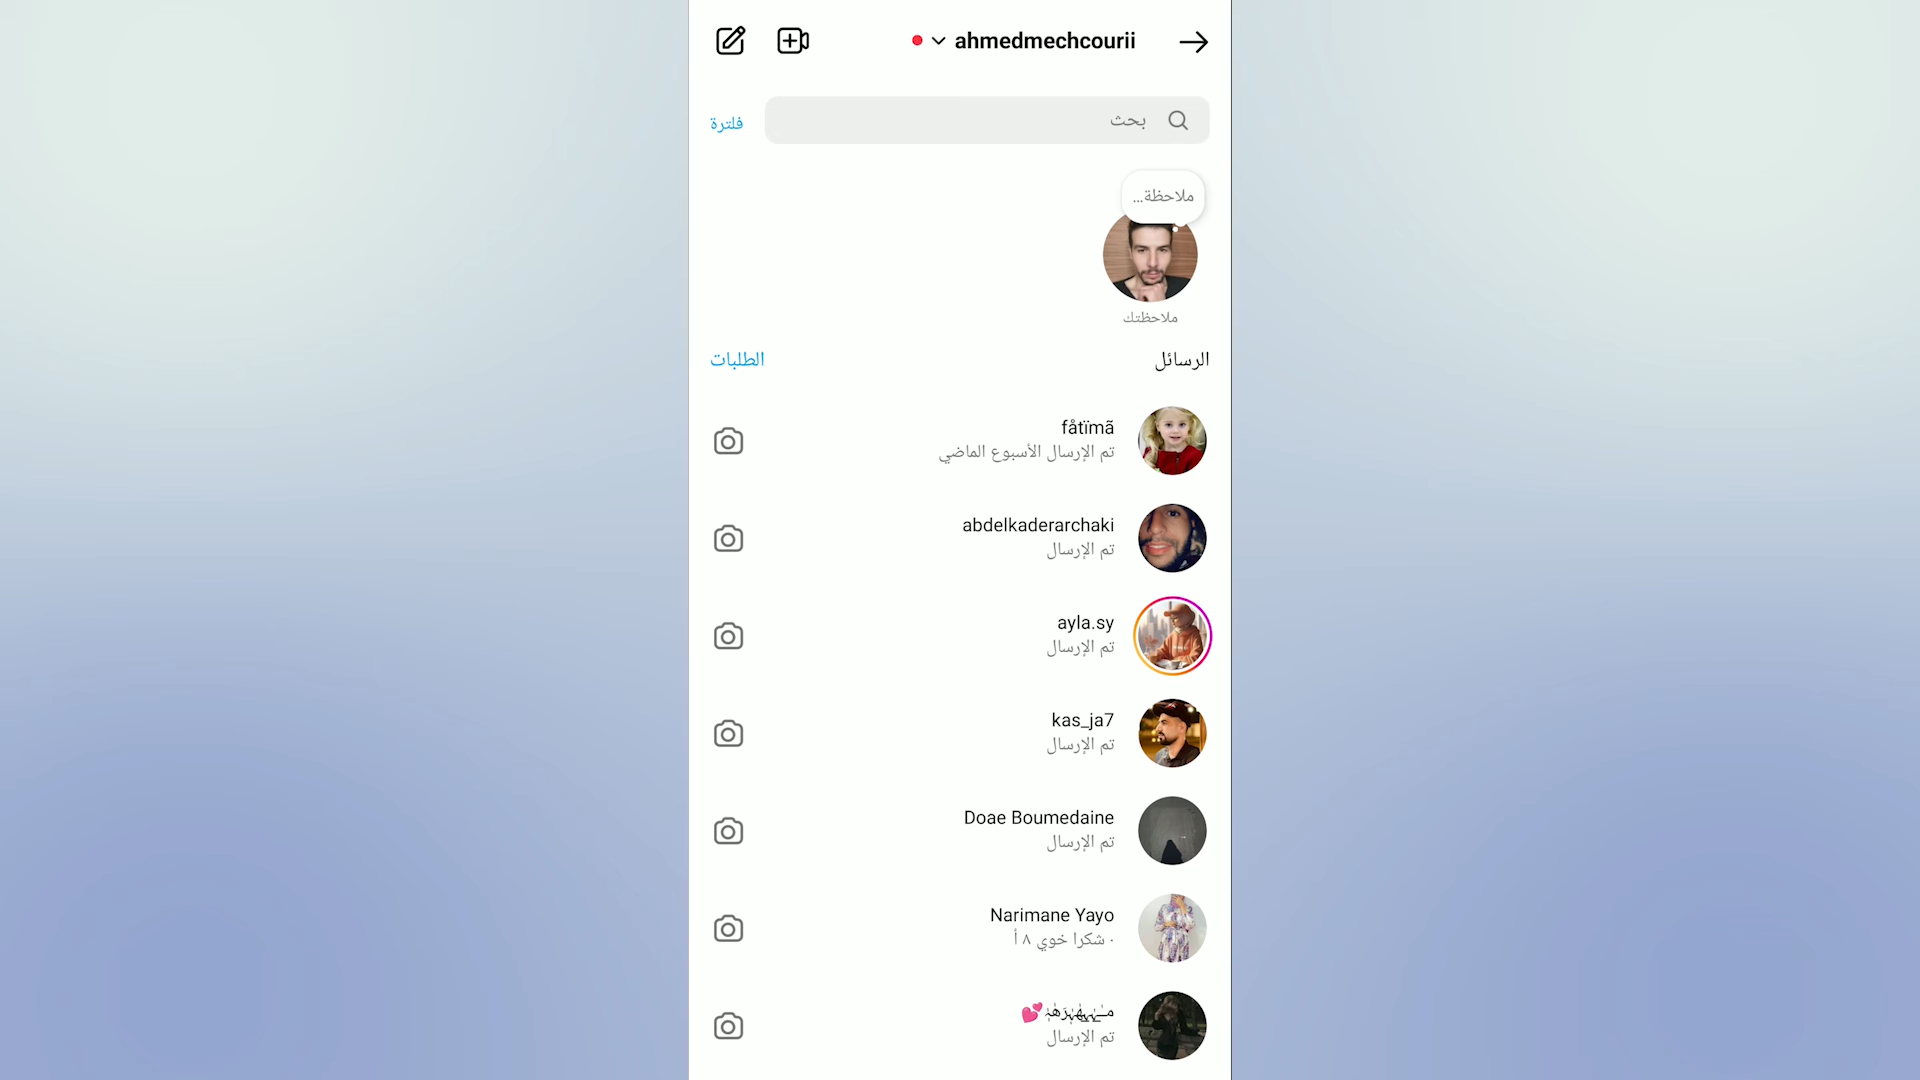 ahmedmechcourii
بحث
فلترة
ملاحظة...
ملاحظتك
الرسائل
الطلبات
fåtïmã
تم الإرسال الأسبوع الماضي
abdelkaderarchaki
تم الإرسال
ayla.sy
تم الإرسال
kas_ja7
تم الإرسال
Doae Boumedaine
تم الإرسال
Narimane Yayo
· شكرا خوي ٨ أ
تم الإرسال